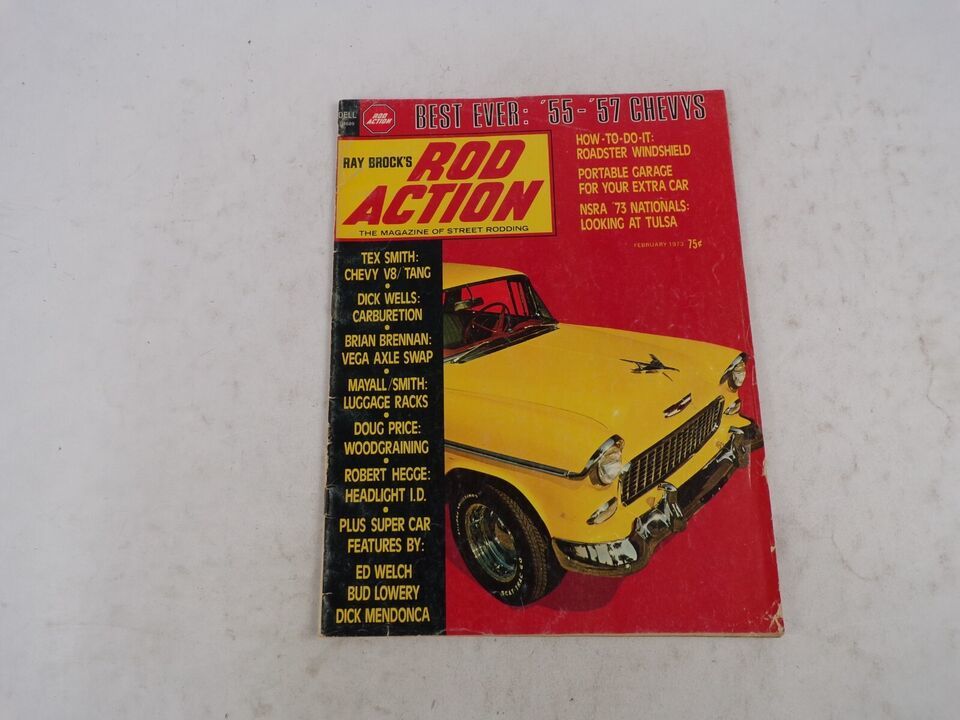 DELL
ROD
ACTION
BEST EVER: '55-'57 CHEVYS
RAY BROCK'S ROD
ACTION
THE MAGAZINE OF STREET RODDING
HOW-TO-DO-IT:
ROADSTER WINDSHIELD
PORTABLE GARAGE
FOR YOUR EXTRA CAR
NSRA '73 NATIONALS:
LOOKING AT TULSA
FEBRUARY 1973 75¢
TEX SMITH:
CHEVY V8/TANG
DICK WELLS:
CARBURETION
BRIAN BRENNAN:
VEGA AXLE SWAP
MAYALL/SMITH:
LUGGAGE RACKS
DOUG PRICE:
WOODGRAINING
ROBERT HEGGE:
HEADLIGHT I.D.
PLUS SUPER CAR
FEATURES BY:
ED WELCH
BUD LOWERY
DICK MENDONCA